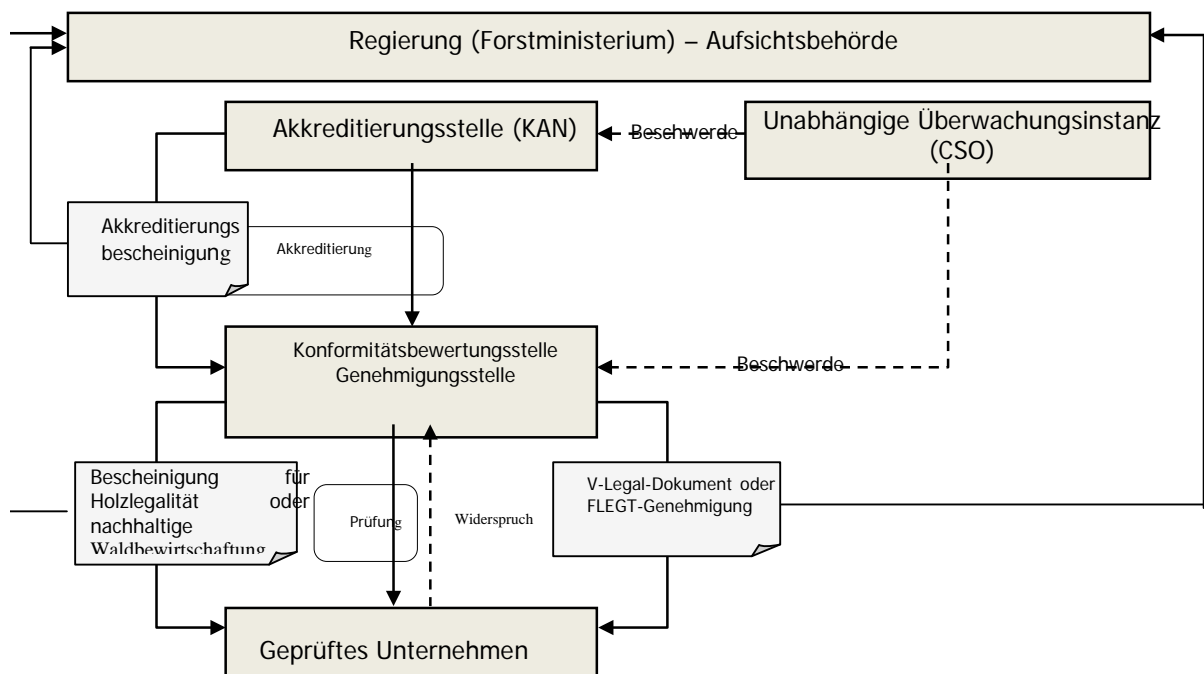 Regierung (Forstministerium) – Aufsichtsbehörde
Akkreditierungsstelle (KAN)
Beschwerde
Unabhängige Überwachungsinstanz
(CSO)
Akkreditierungs
bescheinigung
Akkreditierung
Konformitätsbewertungsstelle
Genehmigungsstelle
Beschwerde
Bescheinigung für
Holzlegalität oder
nachhaltige
Waldbewirtschaftung
Prüfung
Widerspruch
V-Legal-Dokument oder
FLEGT-Genehmigung
Geprüftes Unternehmen